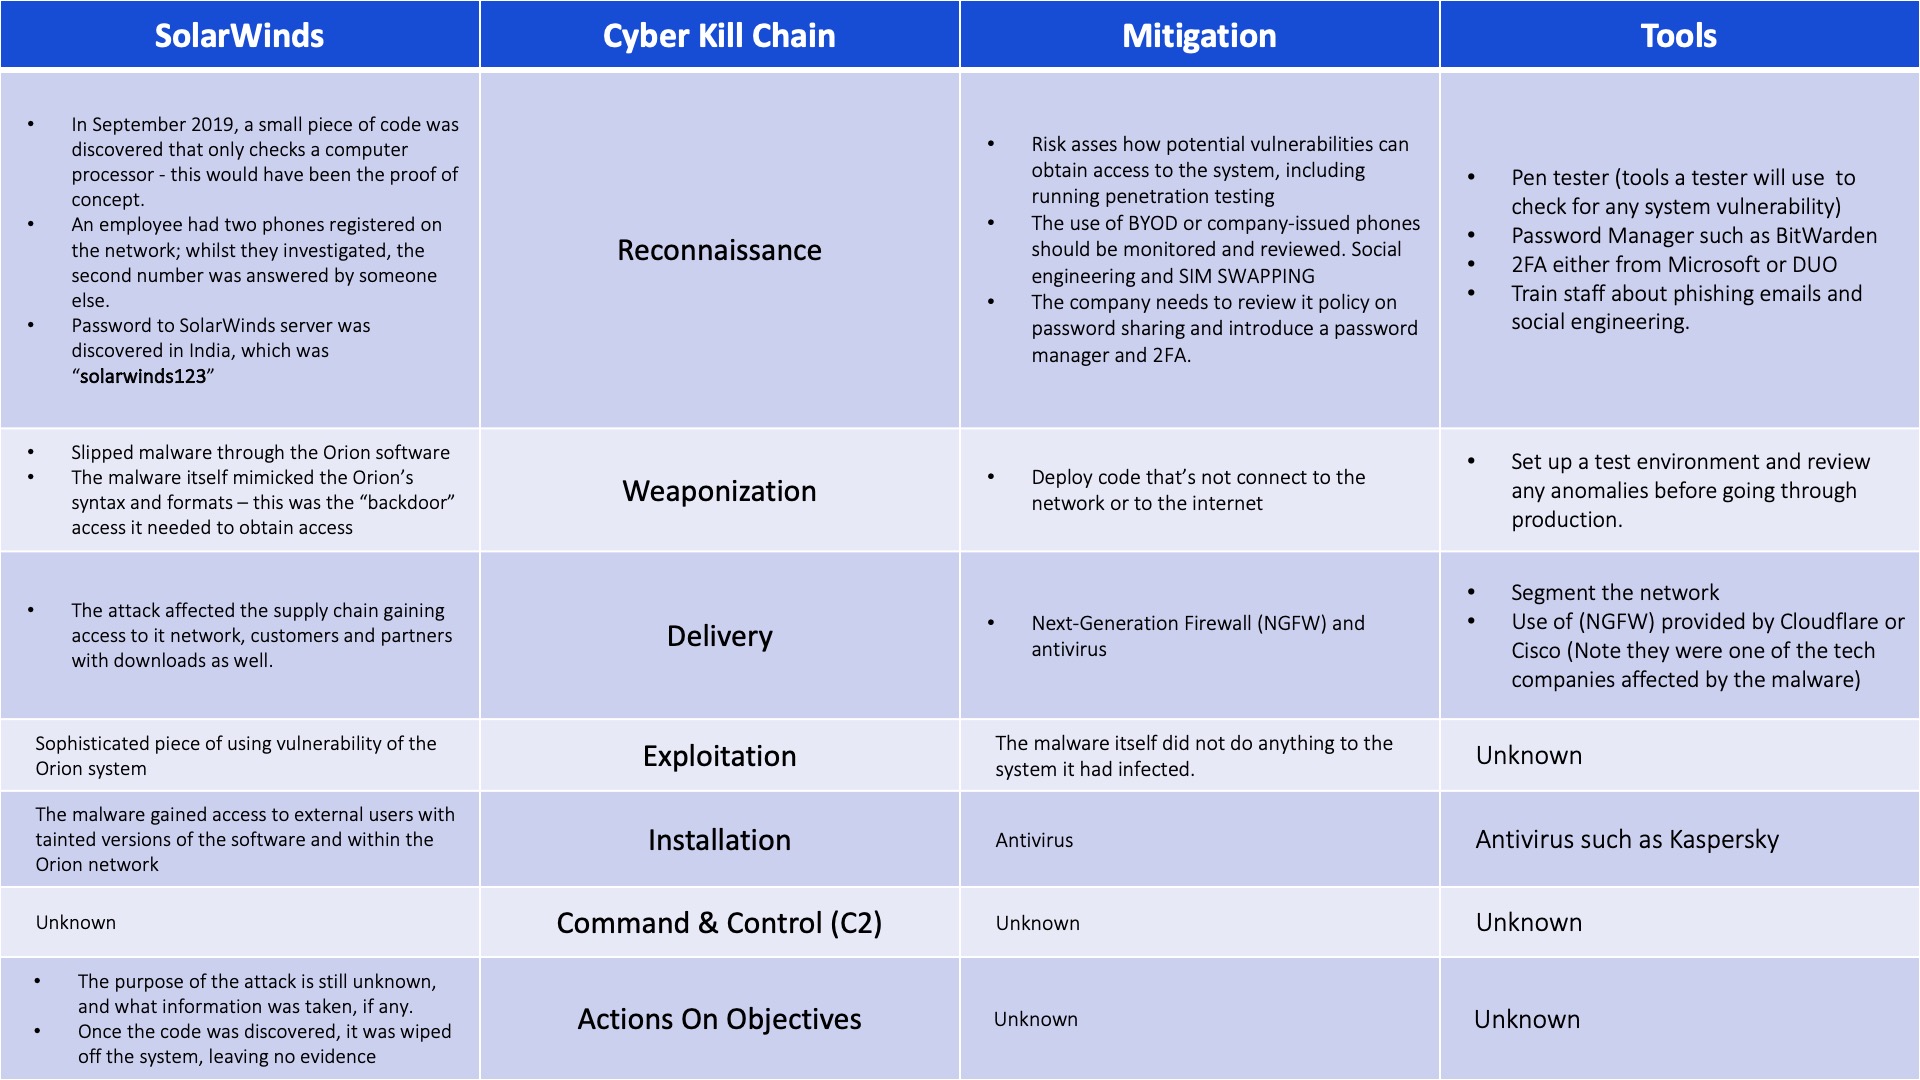 SolarWinds
Cyber Kill Chain
Mitigation
Tools
• In September 2019, a small piece of code was
discovered that only checks a computer
processor - this would have been the proof of
concept.
• An employee had two phones registered on
the network; whilst they investigated, the
second number was answered by someone
else.
• Password to SolarWinds server was
discovered in India, which was
“solarwinds123”
Reconnaissance
• Risk asses how potential vulnerabilities can
obtain access to the system, including
running penetration testing
• The use of BYOD or company-issued phones
should be monitored and reviewed. Social
engineering and SIM SWAPPING
• The company needs to review it policy on
password sharing and introduce a password
manager and 2FA.
• Pen tester (tools a tester will use to
check for any system vulnerability)
• Password Manager such as BitWarden
• 2FA either from Microsoft or DUO
• Train staff about phishing emails and
social engineering.
• Slipped malware through the Orion software
• The malware itself mimicked the Orion’s
syntax and formats – this was the “backdoor”
access it needed to obtain access
Weaponization
• Deploy code that’s not connect to the
network or to the internet
• Set up a test environment and review
any anomalies before going through
production.
• The attack affected the supply chain gaining
access to it network, customers and partners
with downloads as well.
Delivery
• Next-Generation Firewall (NGFW) and
antivirus
• Segment the network
• Use of (NGFW) provided by Cloudflare or
Cisco (Note they were one of the tech
companies affected by the malware)
Sophisticated piece of using vulnerability of the
Orion system
Exploitation
The malware itself did not do anything to the
system it had infected.
Unknown
The malware gained access to external users with
tainted versions of the software and within the
Orion network
Installation
Antivirus
Antivirus such as Kaspersky
Unknown
Command & Control (C2)
Unknown
Unknown
• The purpose of the attack is still unknown,
and what information was taken, if any.
• Once the code was discovered, it was wiped
off the system, leaving no evidence
Actions On Objectives
Unknown
Unknown